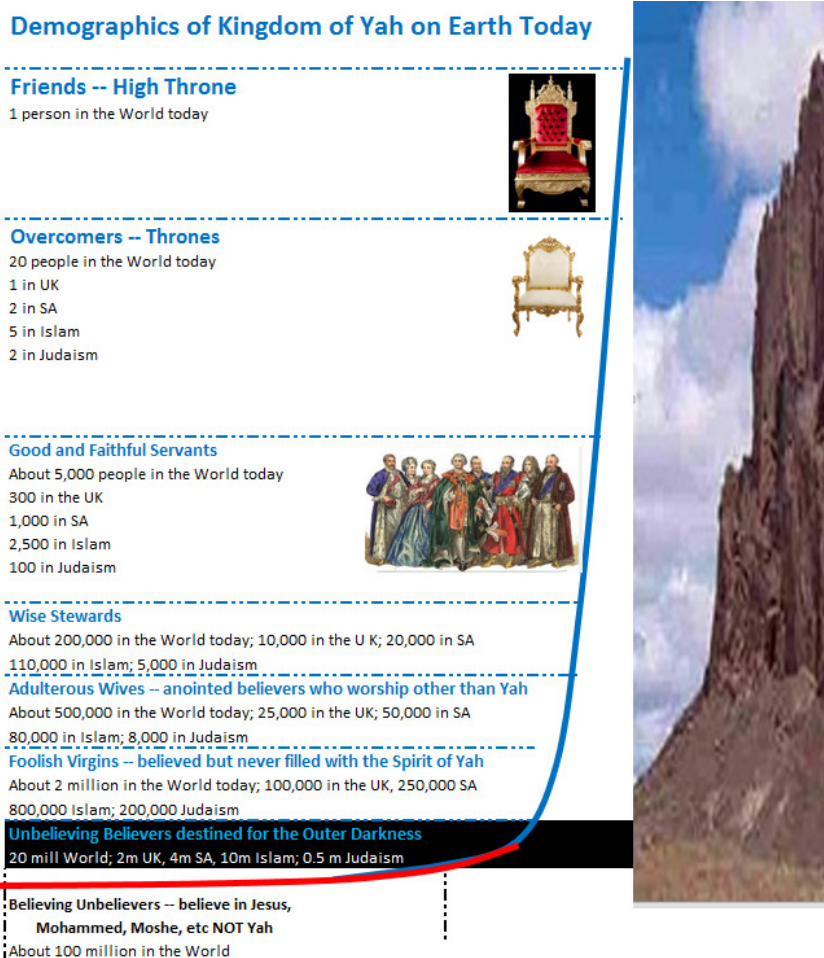 Demographics of Kingdom of Yah on Earth Today
Friends -- High Throne
1 person in the World today
Overcomers -- Thrones
20 people in the World today
1 in UK
2 in SA
5 in Islam
2 in Judaism
Good and Faithful Servants
About 5,000 people in the World today
300 in the UK
1,000 in SA
2,500 in Islam
100 in Judaism
Wise Stewards
About 200,000 in the World today; 10,000 in the U K; 20,000 in SA
110,000 in Islam; 5,000 in Judaism
Adulterous Wives -- anointed believers who worship other than Yah
About 500,000 in the World today; 25,000 in the UK; 50,000 in SA
80,000 in Islam; 8,000 in Judaism
Foolish Virgins -- believed but never filled with the Spirit of Yah
About 2 million in the World today; 100,000 in the UK, 250,000 SA
800,000 Islam; 200,000 Judaism
Unbelieving Believers destined for the Outer Darkness
20 mill World; 2m UK, 4m SA, 10m Islam; 0.5 m Judaism
Believing Unbelievers -- believe in Jesus,
Mohammed, Moshe, etc NOT Yah
About 100 million in the World